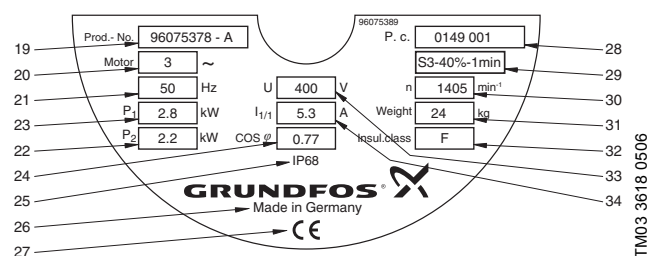 96075389
19 Prod.- No. 96075378 - A P. c. 0149 001 28
20 Motor 3 ~ S3-40%-1min 29
21 50 Hz U 400 V n 1405 min-1 30
23 P1 2.8 kW I1/1 5.3 A Weight 24 kg 31
22 P2 2.2 kW COS φ 0.77 Insul.class F 32
24 IP68 33
25 GRUNDFOS® 34
26 Made in Germany
27 CE
TM03 3618 0506